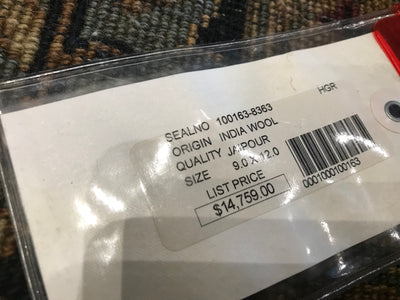 HGR
SEALNO 100163-8363
ORIGIN INDIA WOOL
QUALITY JAIPOUR
SIZE 9.0 X 12.0
LIST PRICE
$14,759.00
0001000100163